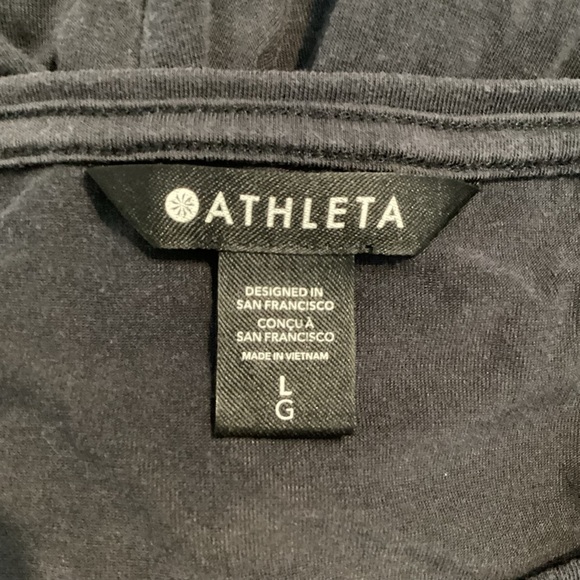 ATHLETA
DESIGNED IN
SAN FRANCISCO
CONÇU À
SAN FRANCISCO
MADE IN VIETNAM
L
G